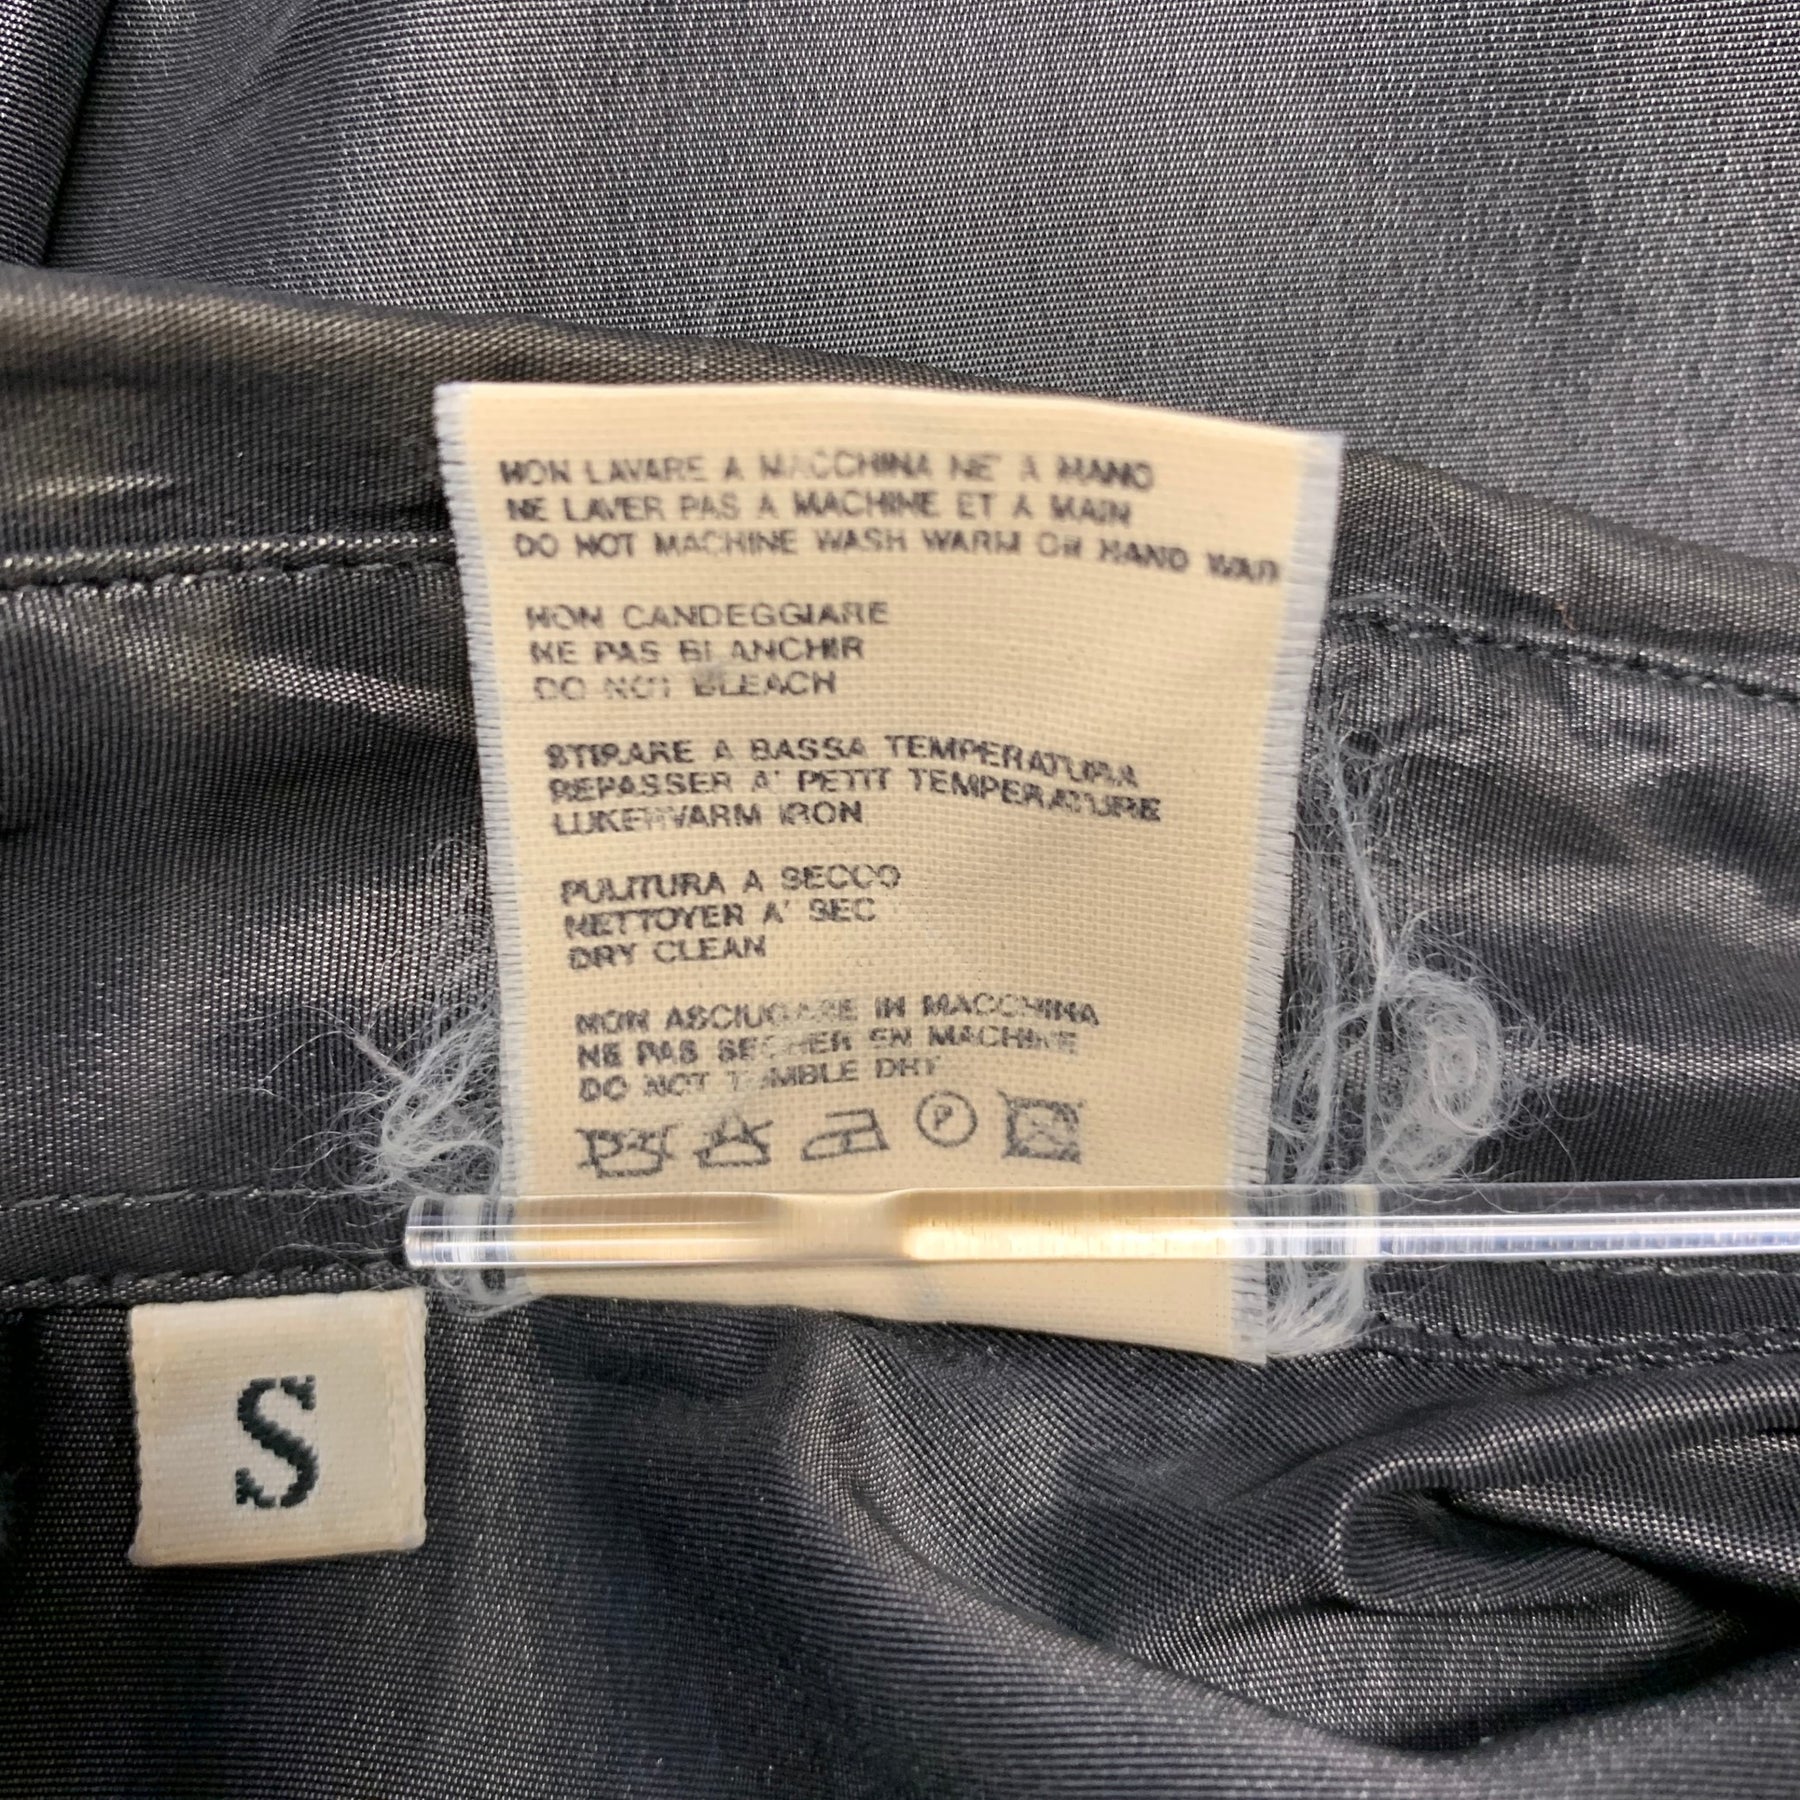 NON LAVARE A MACCHINA NE' A MANO
NE LAVER PAS A MACHINE ET A MAIN
DO NOT MACHINE WASH WARM OR HAND
NON CANDEGGIARE
NE PAS BLANCHIR
DO NOT BLEACH
STIRARE A BASSA TEMPERATURA
REPASSER A' PETIT TEMPERATURE
LUKERVARM IRON
PULITURA A SECCO
NETTOYER A' SEC
DRY CLEAN
NON ASCIUGARE IN MACCHINA
NE PAS SECHER EN MACHINE
DO NOT TUMBLE DRY
P
S